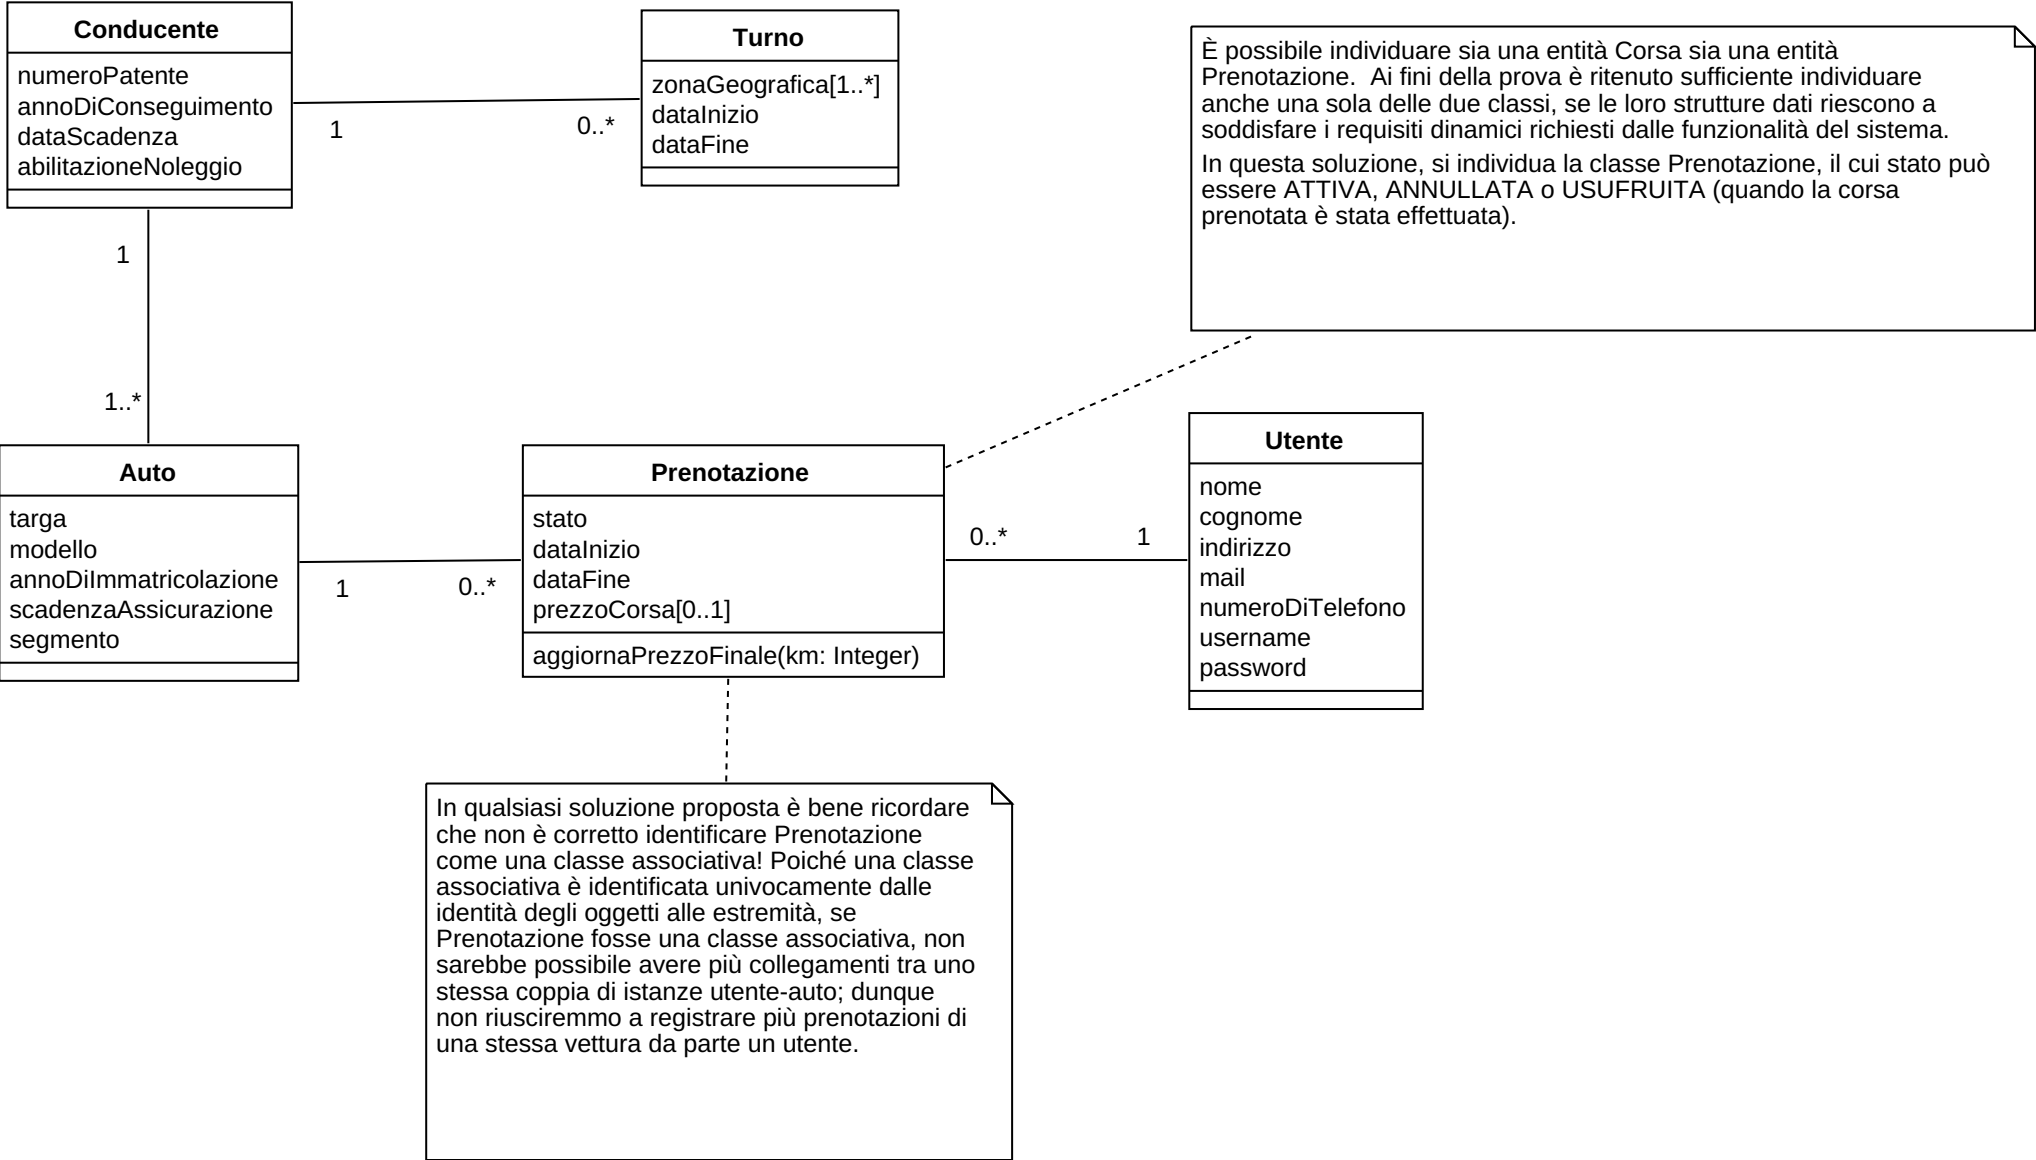 Conducente
numeroPatente
annoDiConseguimento
dataScadenza
abilitazioneNoleggio
1
0..*
Turno
zonaGeografica[1..*]
dataInizio
dataFine
È possibile individuare sia una entità Corsa sia una entità
Prenotazione.  Ai fini della prova è ritenuto sufficiente individuare
anche una sola delle due classi, se le loro strutture dati riescono a
soddisfare i requisiti dinamici richiesti dalle funzionalità del sistema.
In questa soluzione, si individua la classe Prenotazione, il cui stato può
essere ATTIVA, ANNULLATA o USUFRUITA (quando la corsa
prenotata è stata effettuata).
1
1..*
Auto
targa
modello
annoDiImmatricolazione
scadenzaAssicurazione
segmento
1
0..*
Prenotazione
stato
dataInizio
dataFine
prezzoCorsa[0..1]
aggiornaPrezzoFinale(km: Integer)
0..*
1
Utente
nome
cognome
indirizzo
mail
numeroDiTelefono
username
password
In qualsiasi soluzione proposta è bene ricordare
che non è corretto identificare Prenotazione
come una classe associativa! Poiché una classe
associativa è identificata univocamente dalle
identità degli oggetti alle estremità, se
Prenotazione fosse una classe associativa, non
sarebbe possibile avere più collegamenti tra uno
stessa coppia di istanze utente-auto; dunque
non riusciremmo a registrare più prenotazioni di
una stessa vettura da parte un utente.